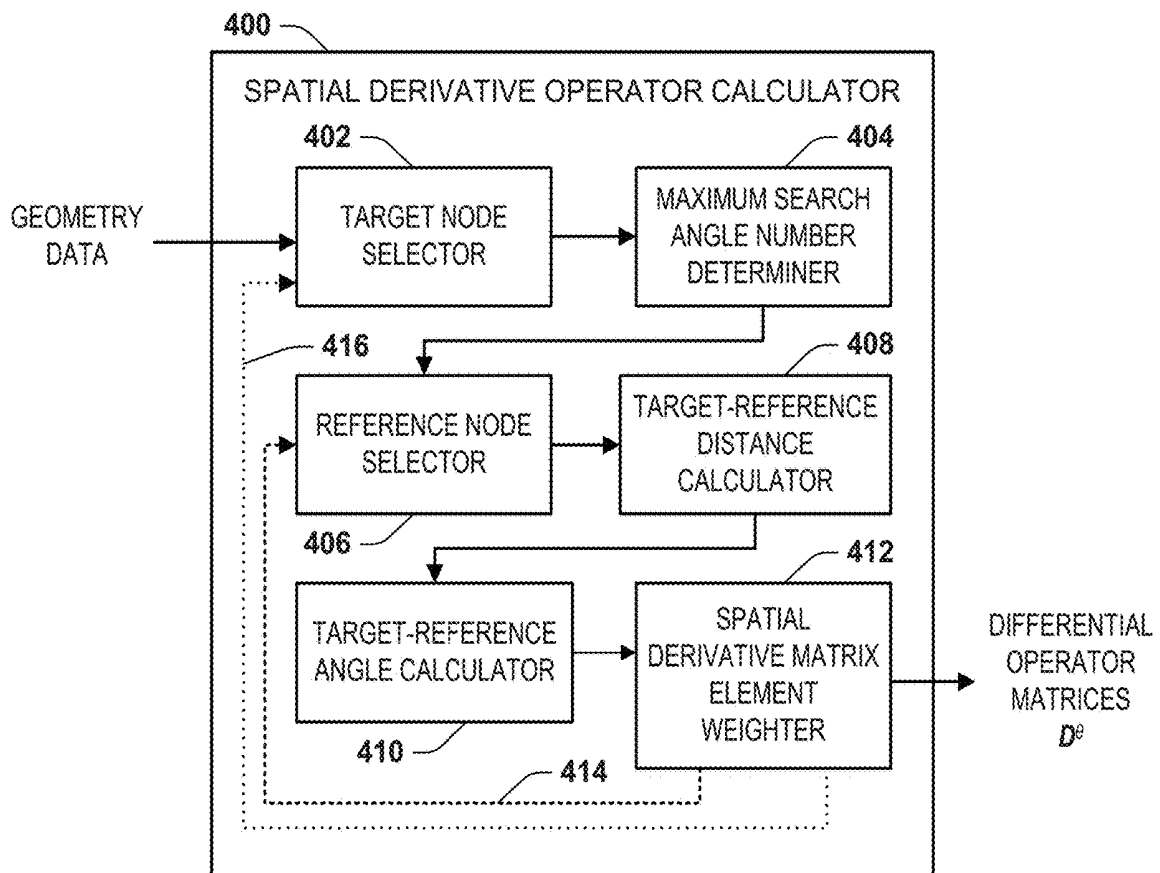 400
SPATIAL DERIVATIVE OPERATOR CALCULATOR
402
404
GEOMETRY
DATA
TARGET NODE
SELECTOR
MAXIMUM SEARCH
ANGLE NUMBER
DETERMINER
416
408
REFERENCE NODE
SELECTOR
TARGET-REFERENCE
DISTANCE
CALCULATOR
406
412
TARGET-REFERENCE
ANGLE CALCULATOR
SPATIAL
DERIVATIVE MATRIX
ELEMENT
WEIGHTER
DIFFERENTIAL
OPERATOR
MATRICES
Dθ
410
414